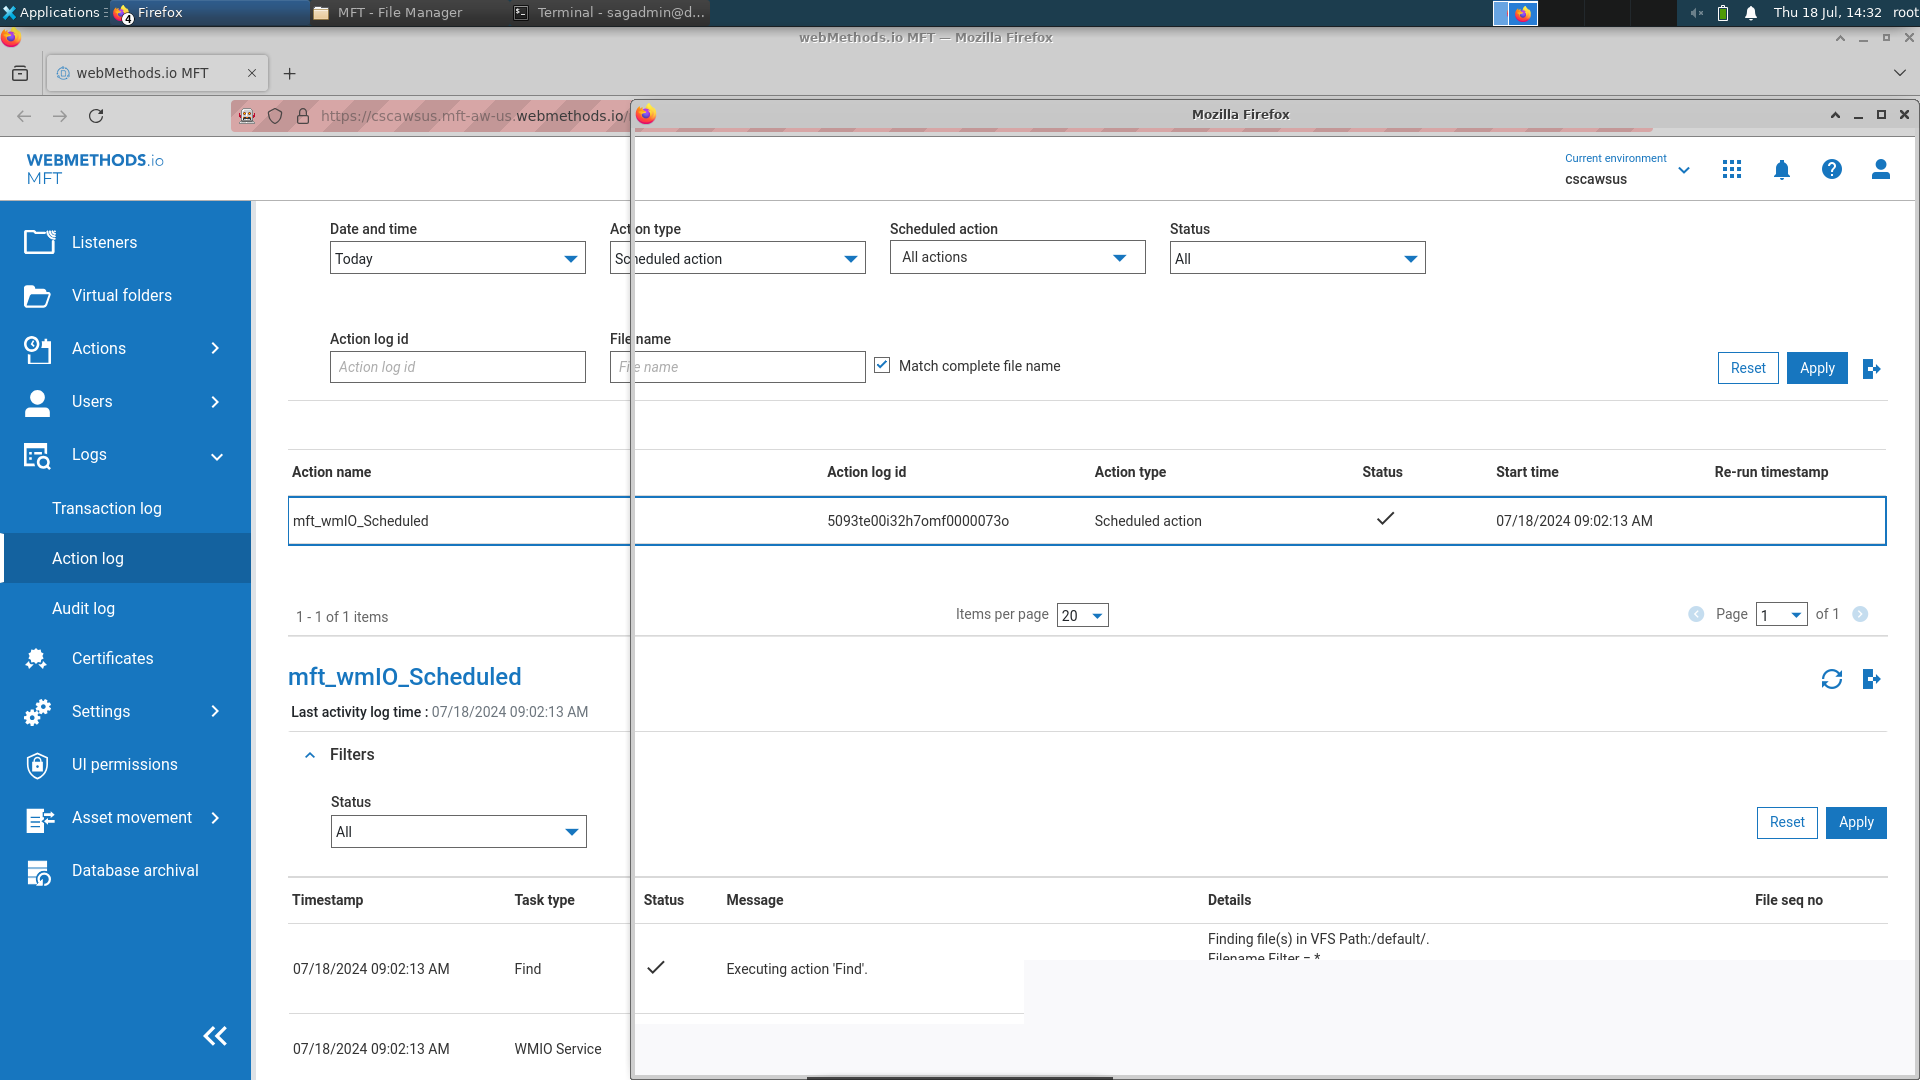 Applications
4
Firefox
MFT - File Manager
Terminal - sagadmin@d...
Thu 18 Jul, 14:32
root
webMethods.io MFT — Mozilla Firefox
webMethods.io MFT
https://cscawsus.mft-aw-us.webmethods.io/
Mozilla Firefox
WEBMETHODS.io
MFT
Current environment
cscawsus
Listeners
Virtual folders
Actions
Users
Logs
Transaction log
Action log
Audit log
Certificates
Settings
UI permissions
Asset movement
Database archival
Date and time
Action type
Scheduled action
Status
Today
Scheduled action
All actions
All
Action log id
File name
Action log id
File name
Match complete file name
Reset
Apply
Action name
Action log id
Action type
Status
Start time
Re-run timestamp
mft_wmIO_Scheduled
5093te00i32h7omf0000073o
Scheduled action
07/18/2024 09:02:13 AM
1 - 1 of 1 items
Items per page
20
Page
1
of 1
mft_wmIO_Scheduled
Last activity log time : 07/18/2024 09:02:13 AM
Filters
Status
All
Reset
Apply
Timestamp
Task type
Status
Message
Details
File seq no
07/18/2024 09:02:13 AM
Find
Executing action 'Find'.
Finding file(s) in VFS Path:/default/.
Filename Filter = *
07/18/2024 09:02:13 AM
WMIO Service